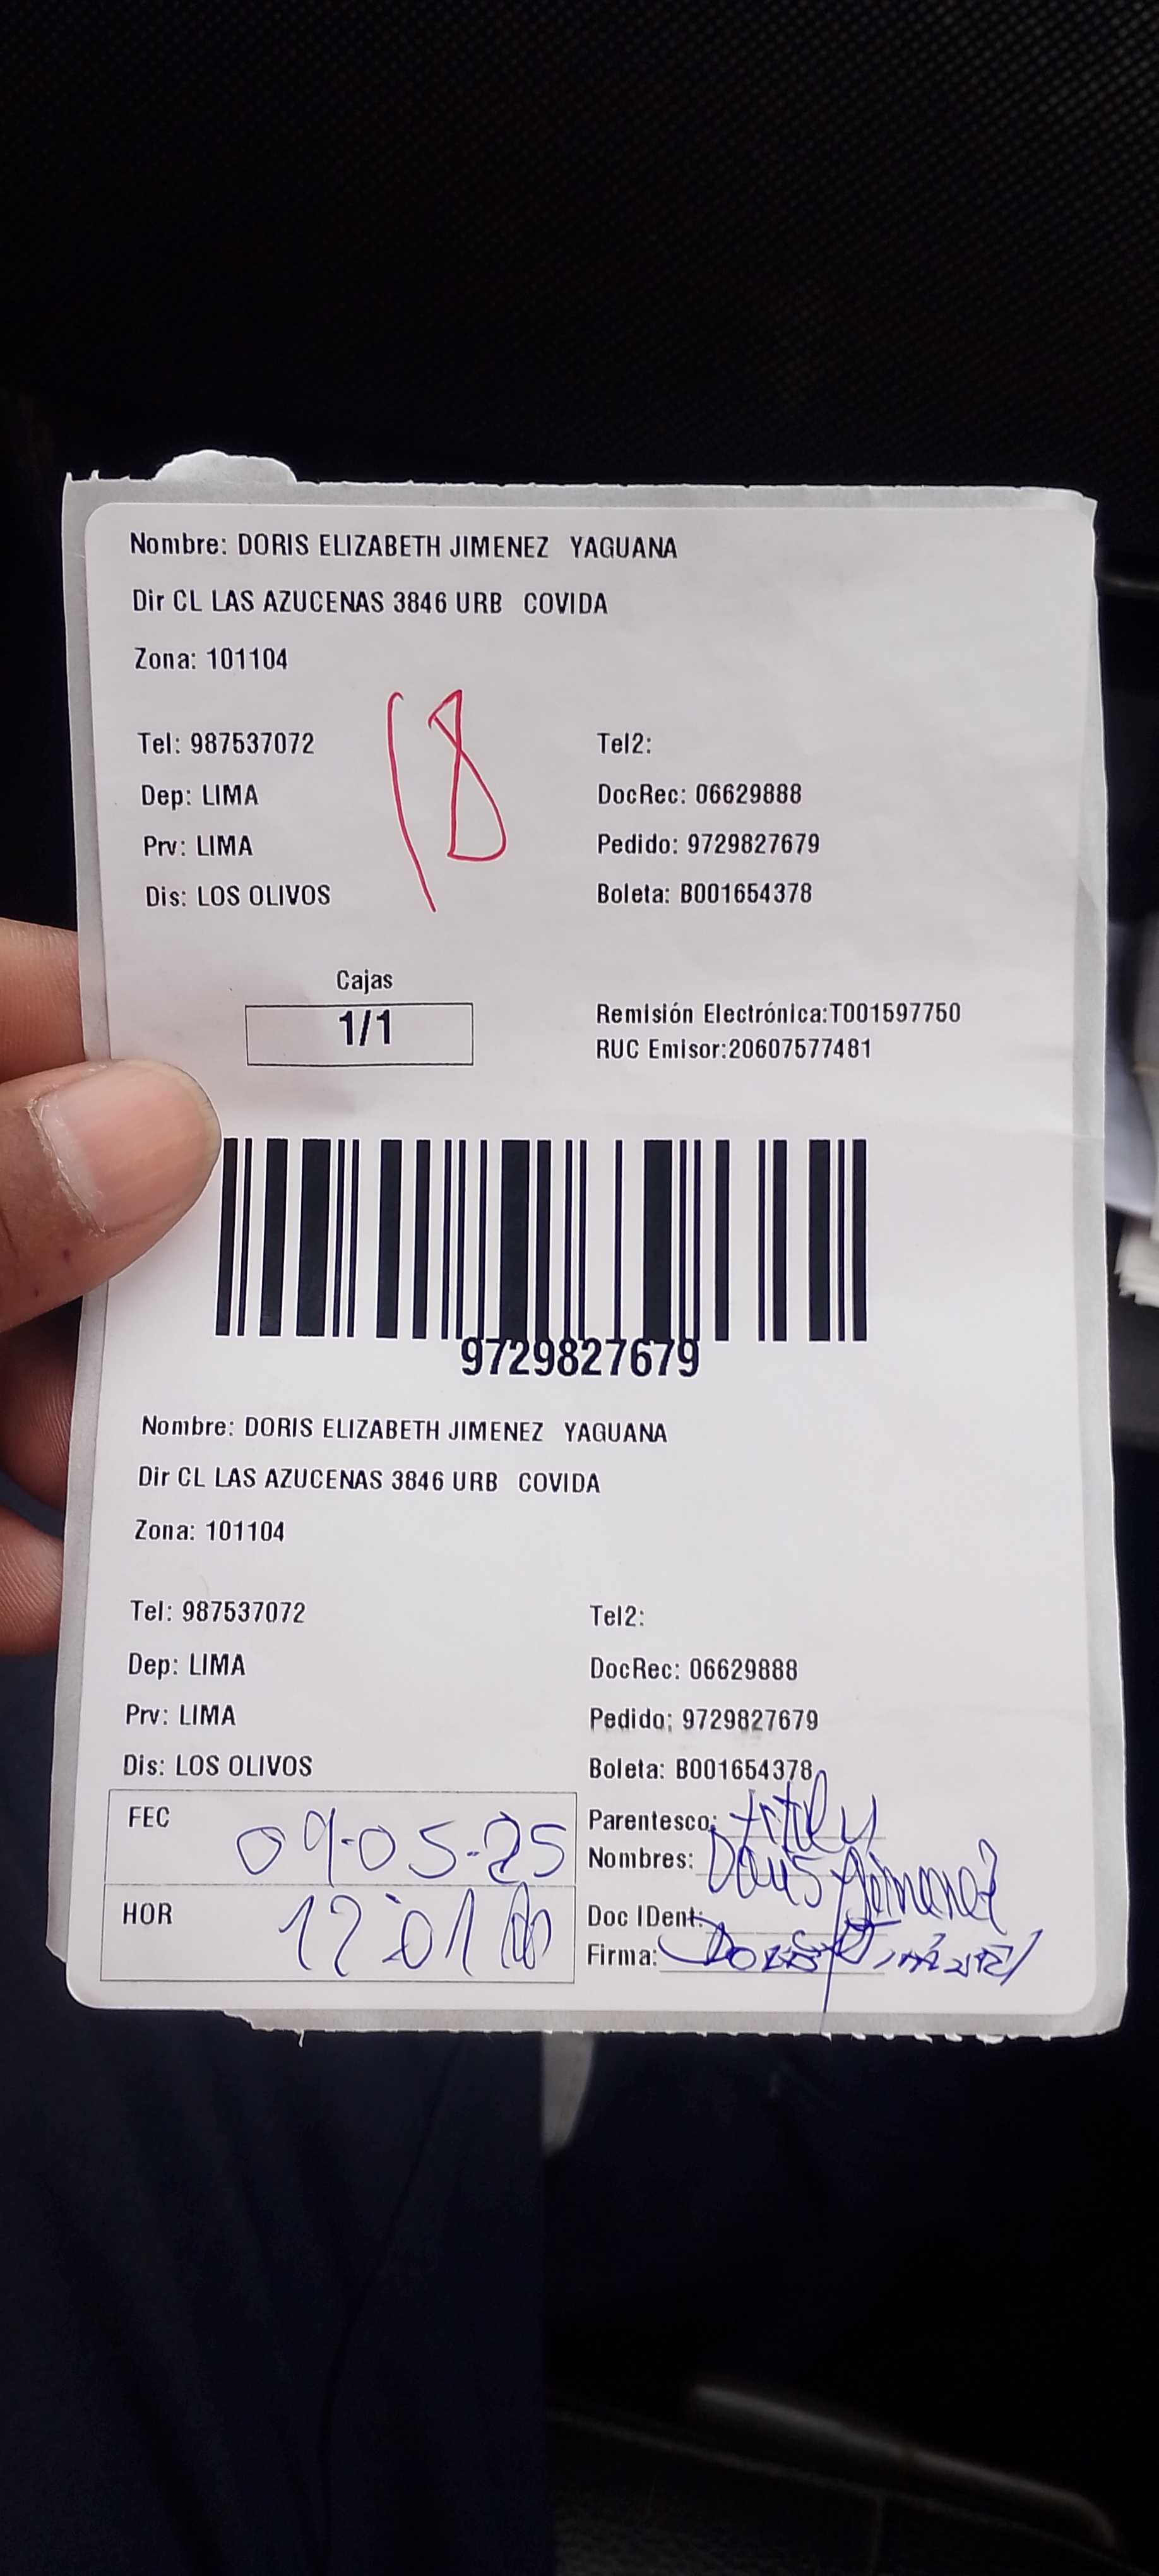 Nombre: DORIS ELIZABETH JIMENEZ YAGUANA
Dir CL LAS AZUCENAS 3846 URB COVIDA
Zona: 101104
18
Tel: 987537072 Tel2:
Dep: LIMA DocRec: 06629888
Prv: LIMA Pedido: 9729827679
Dis: LOS OLIVOS Boleta: B001654378
Cajas
1/1
Remisión Electrónica:T001597750
RUC Emisor:20607577481
9729827679
Nombre: DORIS ELIZABETH JIMENEZ YAGUANA
Dir CL LAS AZUCENAS 3846 URB COVIDA
Zona: 101104
Tel: 987537072 Tel2:
Dep: LIMA DocRec: 06629888
Prv: LIMA Pedido: 9729827679
Dis: LOS OLIVOS Boleta: B001654378
FEC 09-05-25 Parentesco:
Nombres: Doris Jimenez
HOR 12:01 Doc IDent:
Firma: